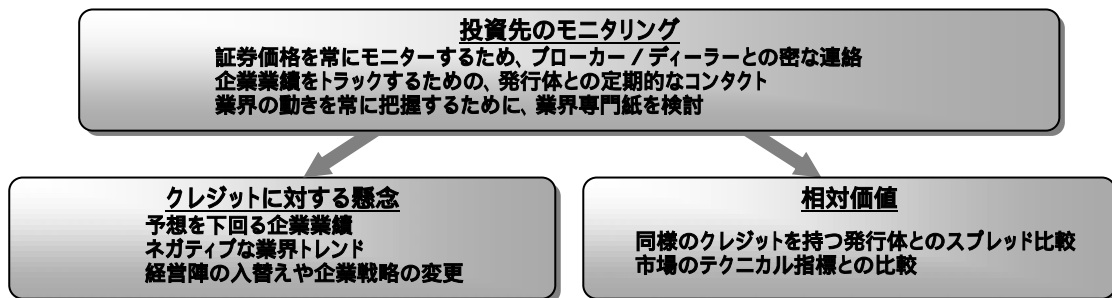 投資先のモニタリング
証券価格を常にモニターするため、ブローカー／ディーラーとの密な連絡
企業業績をトラックするための、発行体との定期的なコンタクト
業界の動きを常に把握するために、業界専門紙を検討
クレジットに対する懸念
予想を下回る企業業績
ネガティブな業界トレンド
経営陣の入替えや企業戦略の変更
相対価値
同様のクレジットを持つ発行体とのスプレッド比較
市場のテクニカル指標との比較